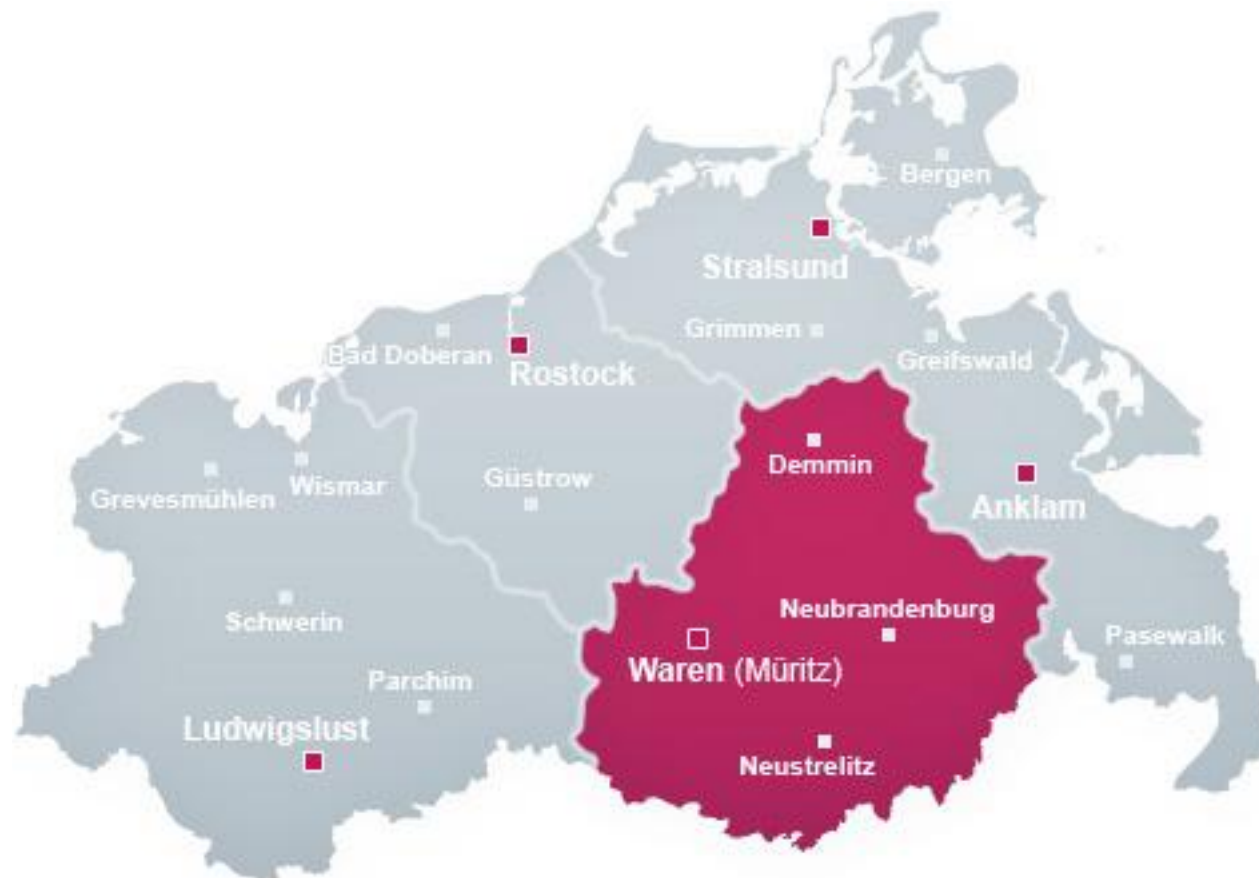 Bergen
Stralsund
Grimmen
Greifswald
Bad Doberan
Rostock
Demmin
Grevesmühlen
Wismar
Güstrow
Anklam
Schwerin
Neubrandenburg
Pasewalk
Waren (Müritz)
Parchim
Ludwigslust
Neustrelitz